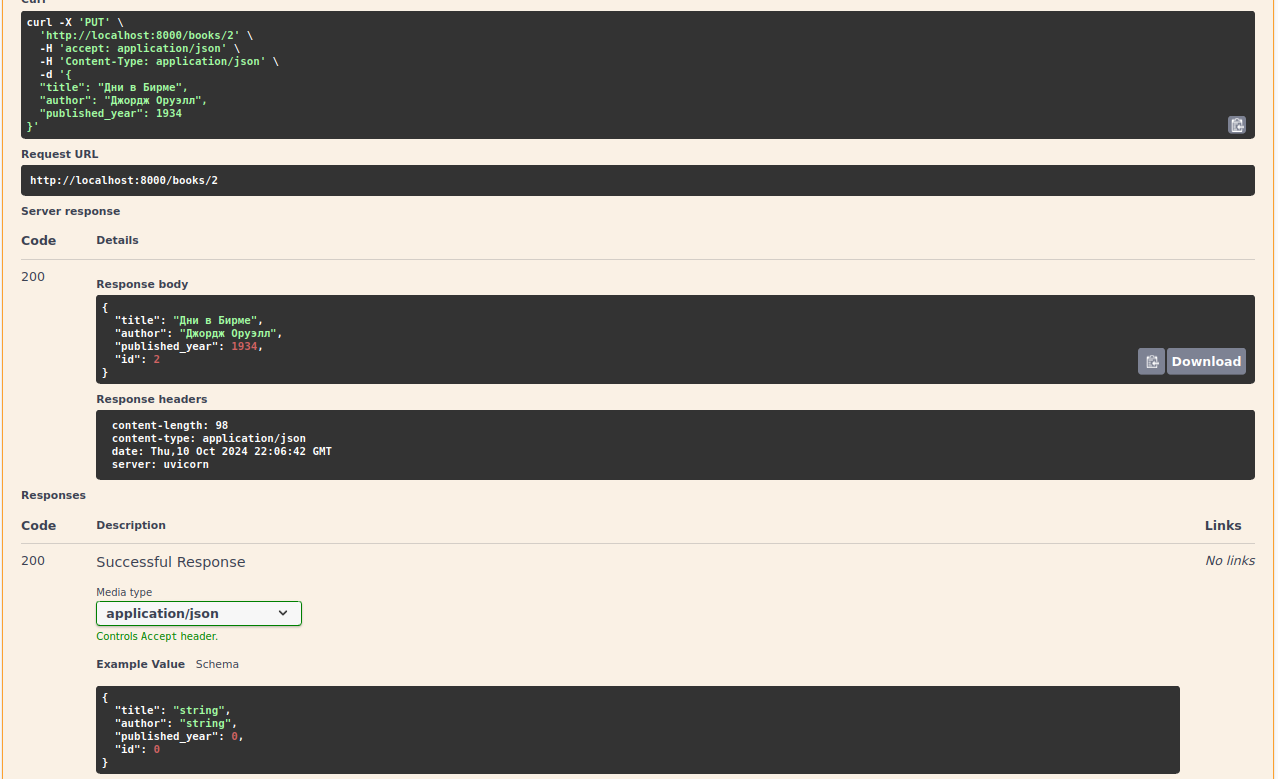 Curl
curl -X 'PUT' \
  'http://localhost:8000/books/2' \
  -H 'accept: application/json' \
  -H 'Content-Type: application/json' \
  -d '{
  "title": "Дни в Бирме",
  "author": "Джордж Оруэлл",
  "published_year": 1934
}'
Request URL
http://localhost:8000/books/2
Server response
Code Details
200
Response body
{
  "title": "Дни в Бирме",
  "author": "Джордж Оруэлл",
  "published_year": 1934,
  "id": 2
}
Download
Response headers
content-length: 98
content-type: application/json
date: Thu,10 Oct 2024 22:06:42 GMT
server: uvicorn
Responses
Code Description Links
200 Successful Response No links
Media type
application/json
Controls Accept header.
Example Value Schema
{
  "title": "string",
  "author": "string",
  "published_year": 0,
  "id": 0
}